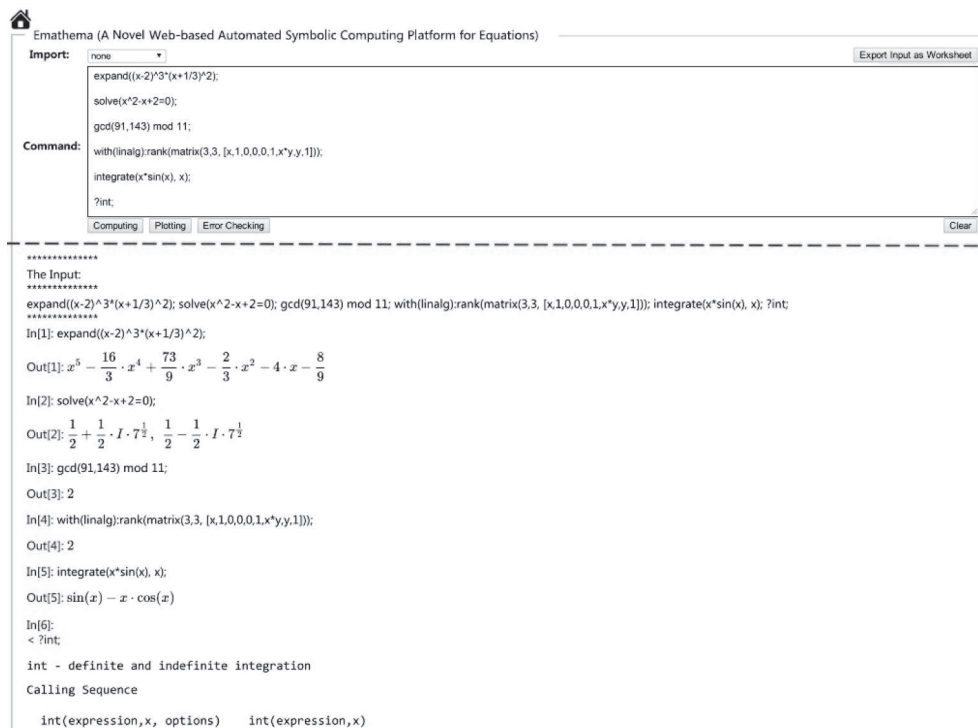 Emathema (A Novel Web-based Automated Symbolic Computing Platform for Equations)
Import: none Export Input as Worksheet
expand((x-2)^3*(x+1/3)^2);
solve(x^2-x+2=0);
gcd(91,143) mod 11;
Command:
with(linalg):rank(matrix(3,3, [x,1,0,0,0,1,x*y,y,1]));
integrate(x*sin(x), x);
?int;
Computing Plotting Error Checking Clear
**************
The Input:
**************
expand((x-2)^3*(x+1/3)^2); solve(x^2-x+2=0); gcd(91,143) mod 11; with(linalg):rank(matrix(3,3, [x,1,0,0,0,1,x*y,y,1])); integrate(x*sin(x), x); ?int;
**************
In[1]: expand((x-2)^3*(x+1/3)^2);
Out[1]: x^5 − 16/3 · x^4 + 73/9 · x^3 − 2/3 · x^2 − 4 · x − 8/9
In[2]: solve(x^2-x+2=0);
Out[2]: 1/2 + 1/2 · I · 7^(1/2), 1/2 − 1/2 · I · 7^(1/2)
In[3]: gcd(91,143) mod 11;
Out[3]: 2
In[4]: with(linalg):rank(matrix(3,3, [x,1,0,0,0,1,x*y,y,1]));
Out[4]: 2
In[5]: integrate(x*sin(x), x);
Out[5]: sin(x) − x · cos(x)
In[6]:
< ?int;
int - definite and indefinite integration
Calling Sequence
int(expression,x, options) int(expression,x)